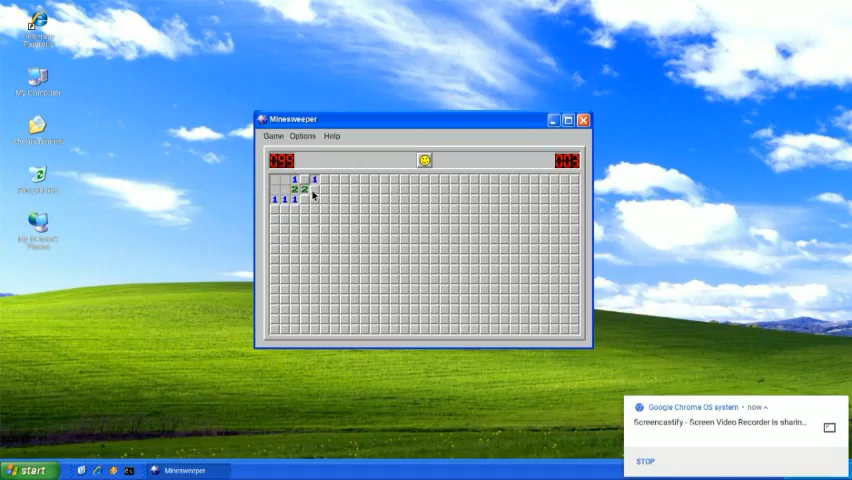 Internet
Explorer
My Computer
My Documents
Recycle Bin
My Network
Places
Minesweeper
Game Options Help
099
1 1
2 2
1 1 1
Google Chrome OS system • now
Screencastify - Screen Video Recorder is sharin...
STOP
start
Minesweeper